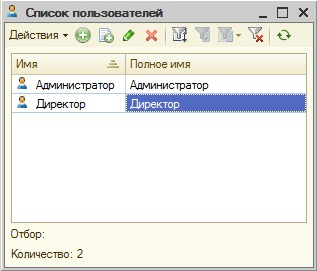 Список пользователей
Действия
Имя Полное имя
Администратор Администратор
Директор Директор
Отбор:
Количество: 2